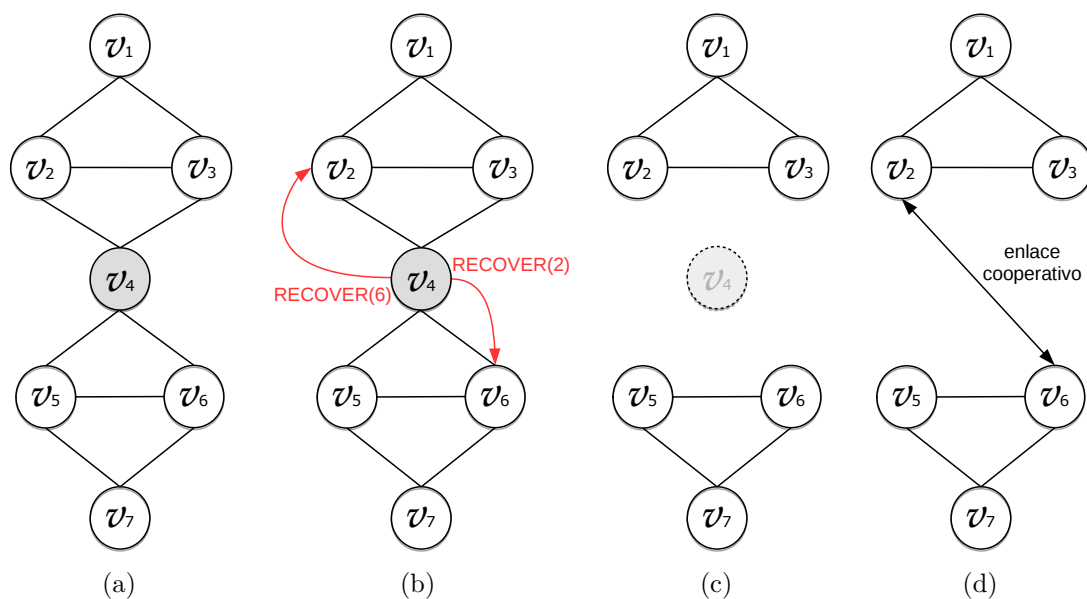 v1
v1
v1
v1
v2
v3
v2
v3
v2
v3
v2
v3
v4
v4
RECOVER(2)
RECOVER(6)
v4
enlace
cooperativo
v5
v6
v5
v6
v5
v6
v5
v6
v7
v7
v7
v7
(a)
(b)
(c)
(d)